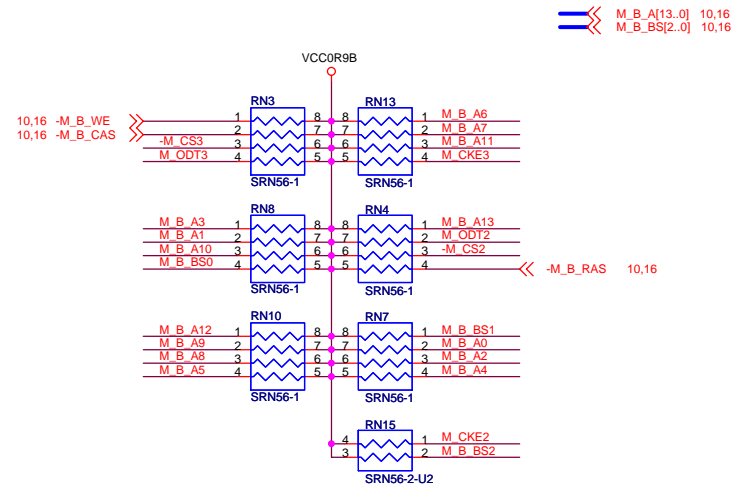 M_B_A[13..0] 10,16
M_B_BS[2..0] 10,16
VCC0R9B
RN3 RN13
10,16 -M_B_WE 1 8 8 1 M_B_A6
10,16 -M_B_CAS 2 7 7 2 M_B_A7
-M_CS3 3 6 6 3 M_B_A11
M_ODT3 4 5 5 4 M_CKE3
SRN56-1 SRN56-1
RN8 RN4
M_B_A3 1 8 8 1 M_B_A13
M_B_A1 2 7 7 2 M_ODT2
M_B_A10 3 6 6 3 -M_CS2
M_B_BS0 4 5 5 4 -M_B_RAS 10,16
SRN56-1 SRN56-1
RN10 RN7
M_B_A12 1 8 8 1 M_B_BS1
M_B_A9 2 7 7 2 M_B_A0
M_B_A8 3 6 6 3 M_B_A2
M_B_A5 4 5 5 4 M_B_A4
SRN56-1 SRN56-1
RN15
4 1 M_CKE2
3 2 M_B_BS2
SRN56-2-U2